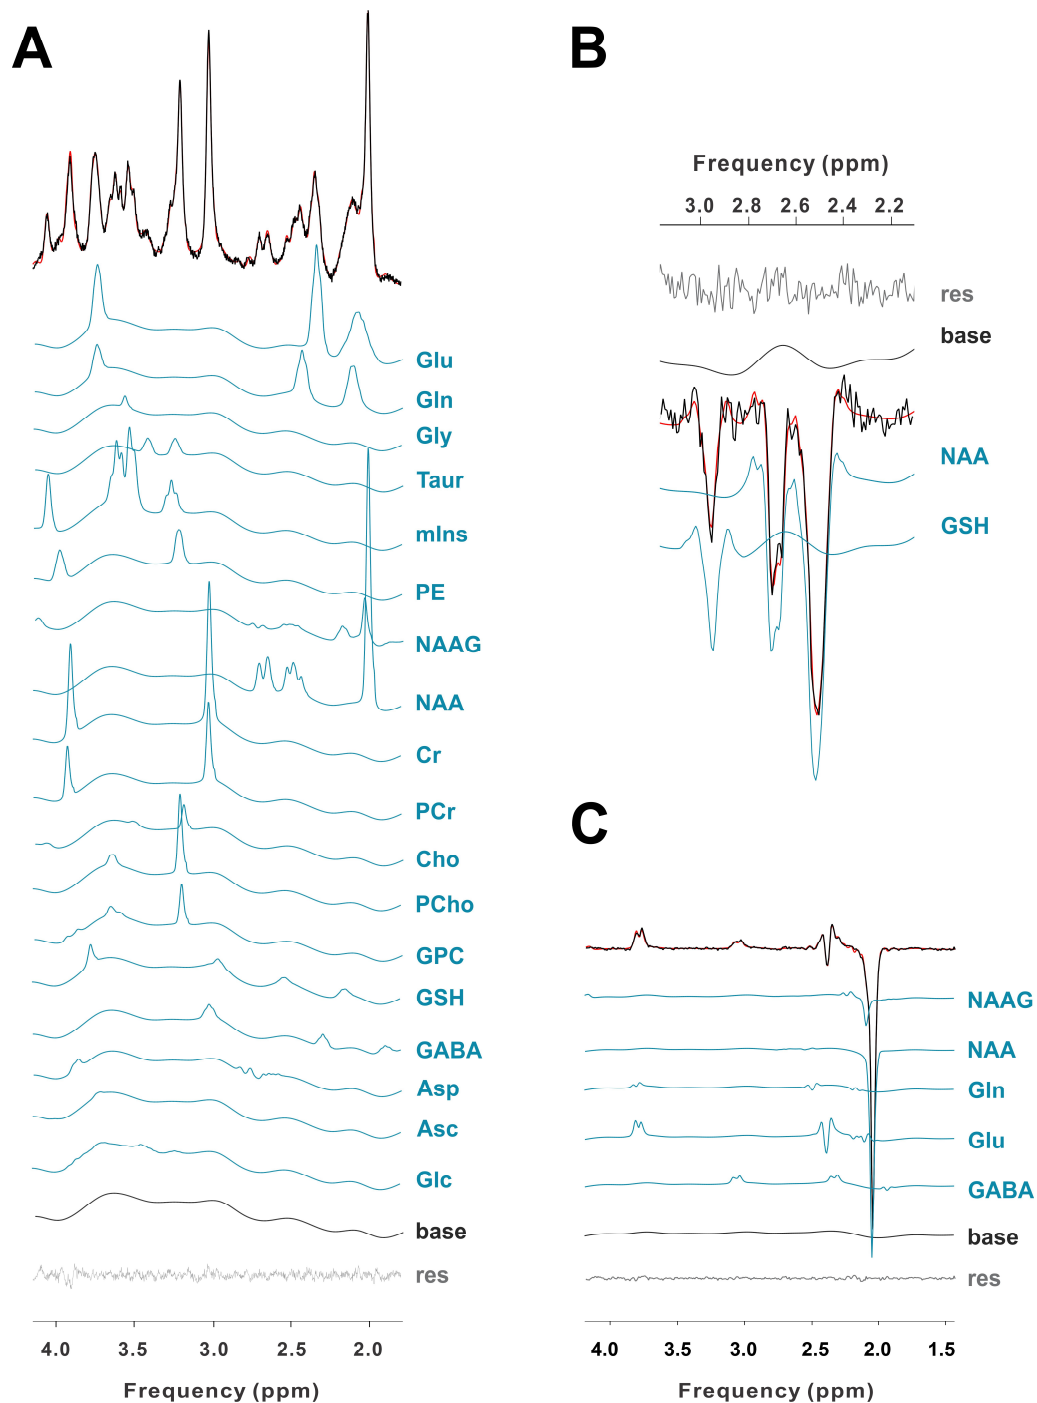 A
Glu
Gln
Gly
Taur
mIns
PE
NAAG
NAA
Cr
PCr
Cho
PCho
GPC
GSH
GABA
Asp
Asc
Glc
base
res
4.0 3.5 3.0 2.5 2.0
Frequency (ppm)
B
Frequency (ppm)
3.0 2.8 2.6 2.4 2.2
res
base
NAA
GSH
C
NAAG
NAA
Gln
Glu
GABA
base
res
4.0 3.5 3.0 2.5 2.0 1.5
Frequency (ppm)